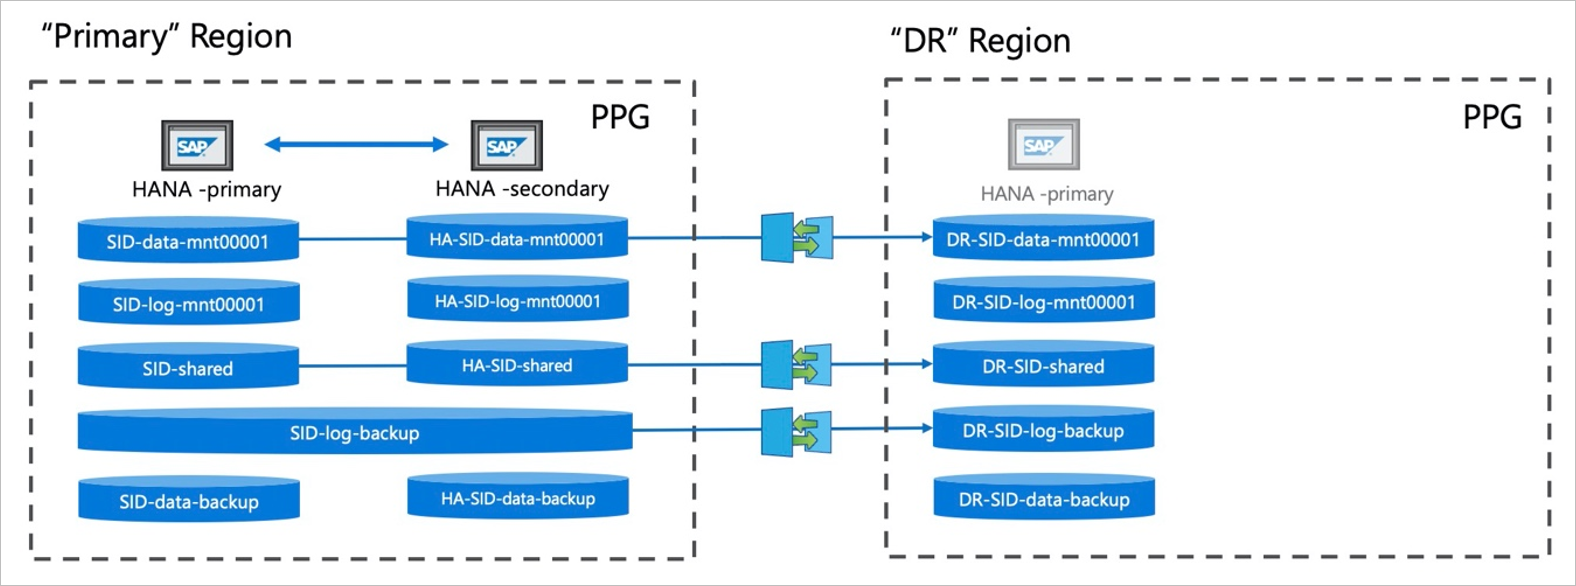 “Primary” Region
“DR” Region
PPG
PPG
SAP
SAP
SAP
HANA -primary
HANA -secondary
HANA -primary
SID-data-mnt00001
HA-SID-data-mnt00001
DR-SID-data-mnt00001
SID-log-mnt00001
HA-SID-log-mnt00001
DR-SID-log-mnt00001
SID-shared
HA-SID-shared
DR-SID-shared
SID-log-backup
DR-SID-log-backup
SID-data-backup
HA-SID-data-backup
DR-SID-data-backup